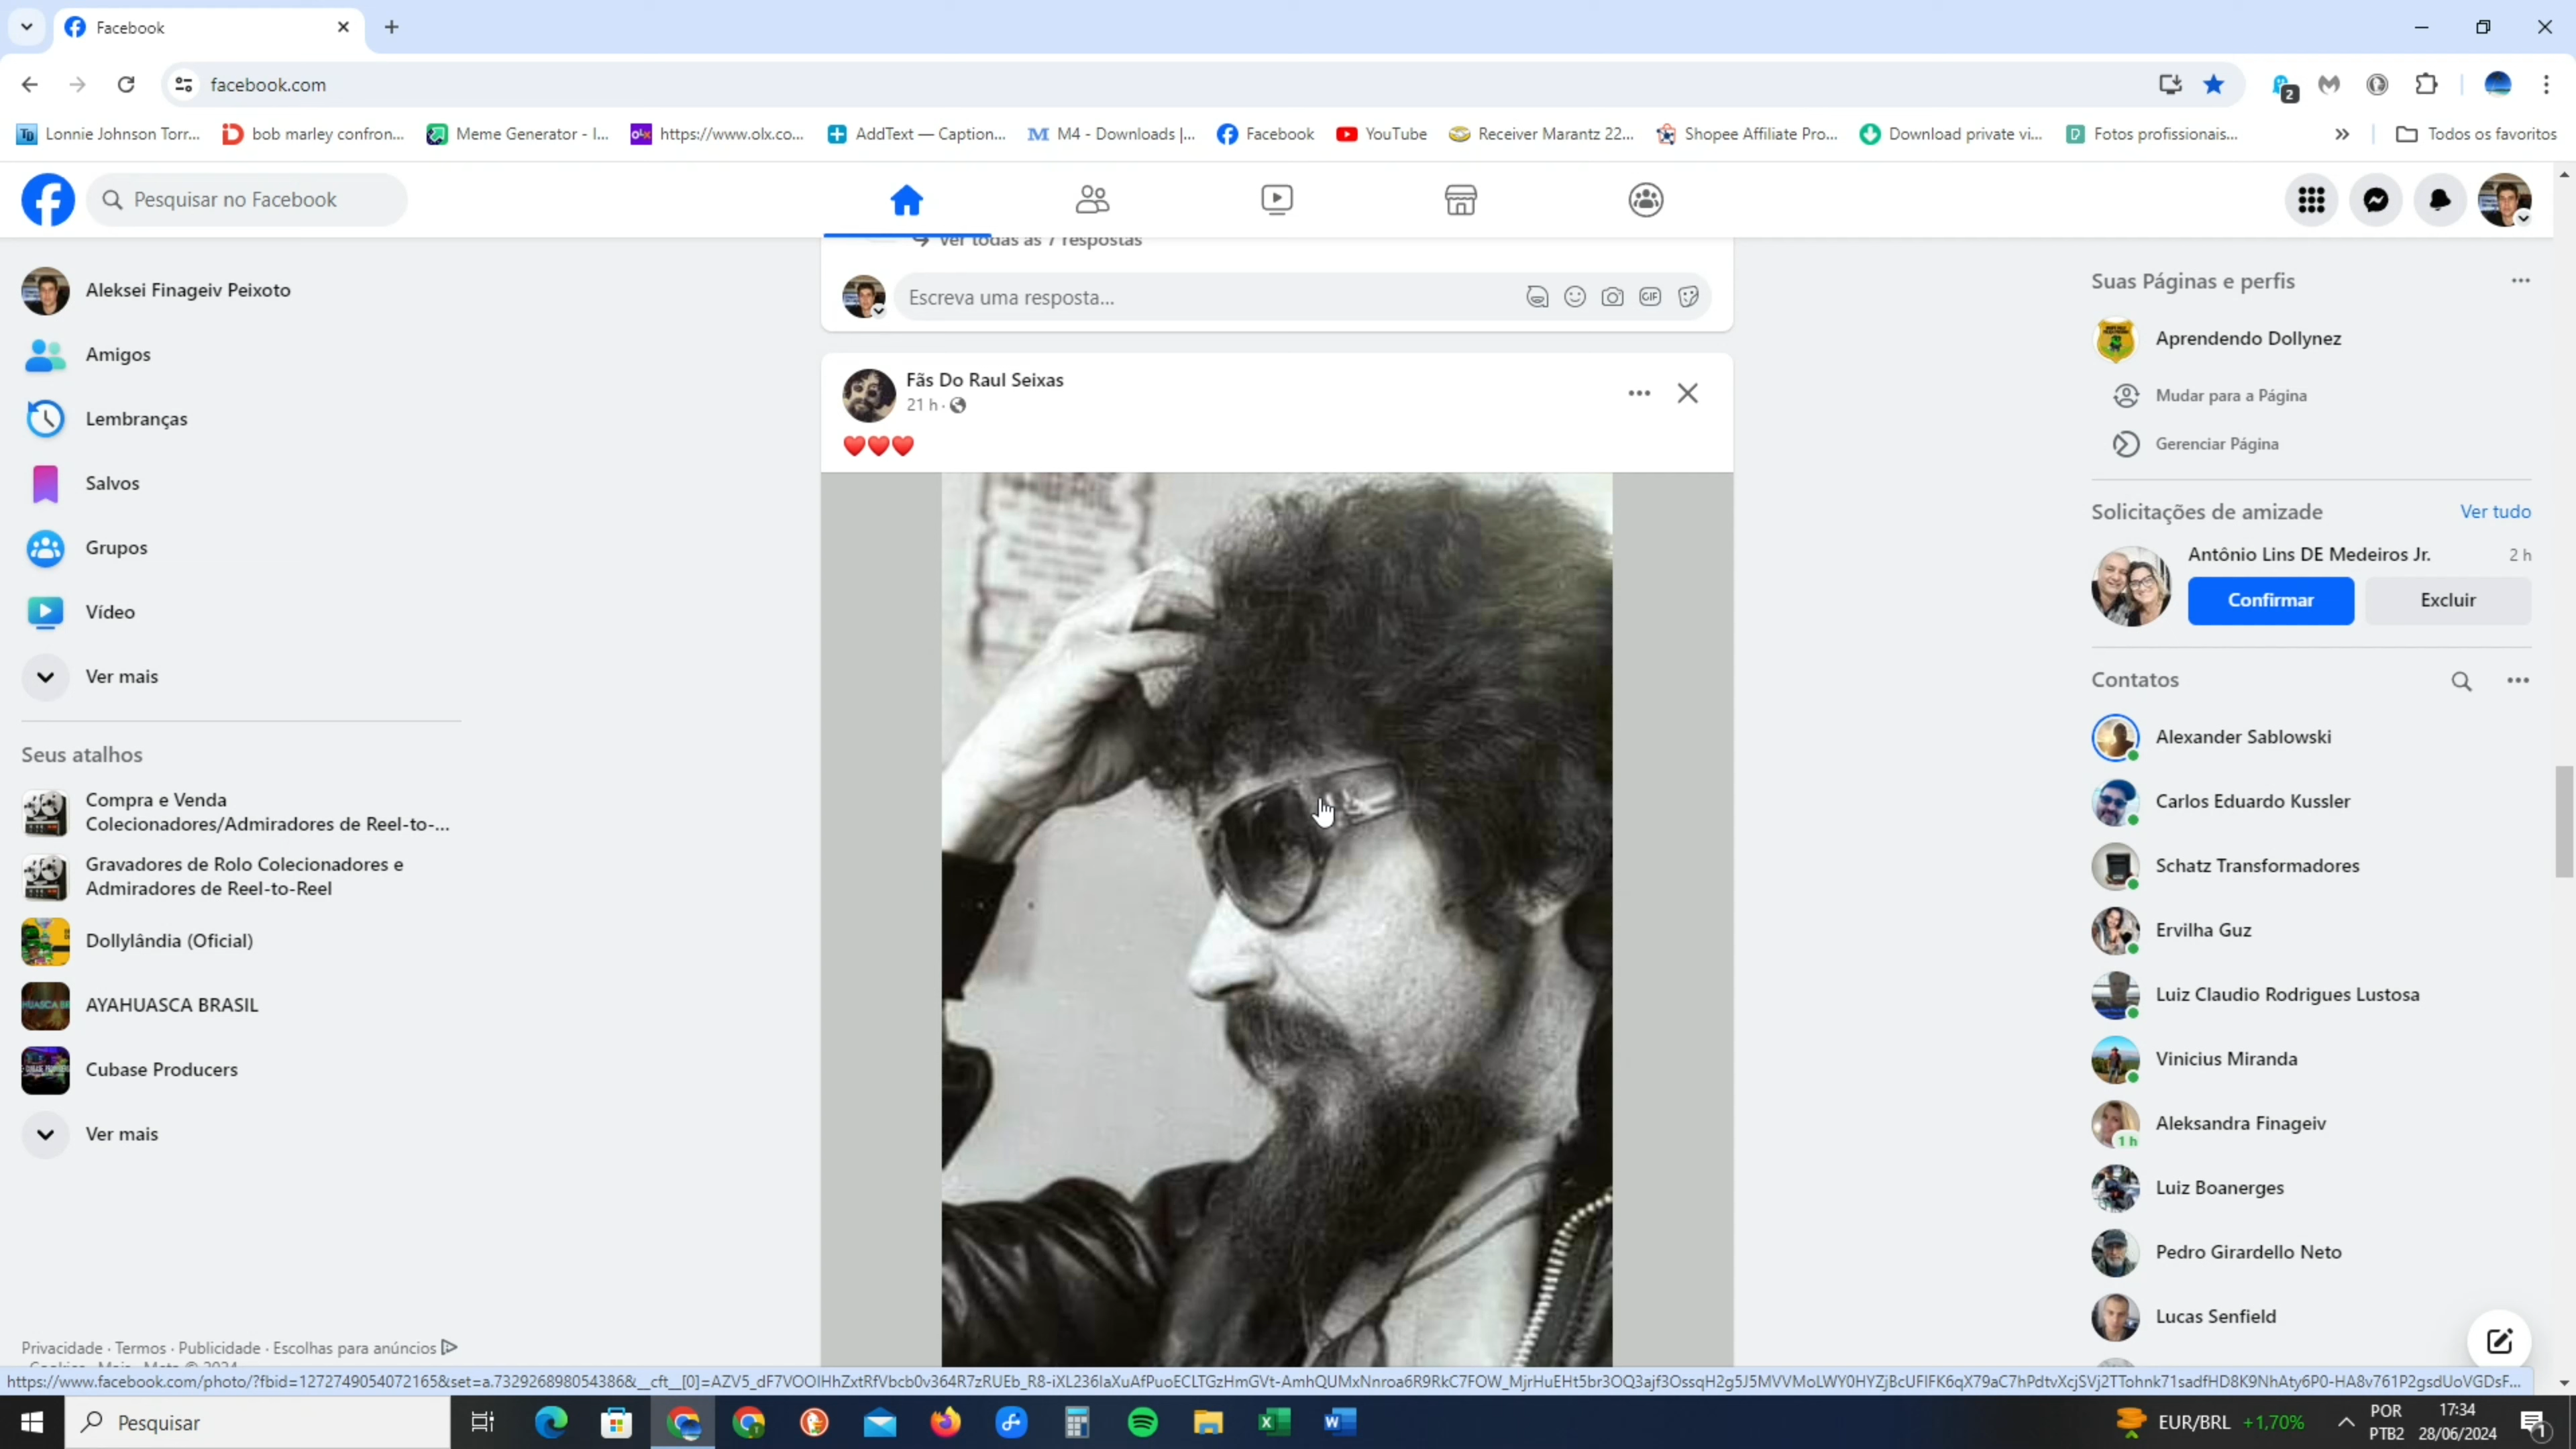 Facebook
facebook.com
Lonnie Johnson Torr...
bob marley confron...
Meme Generator - I...
https://www.olx.co...
AddText — Caption...
M4 - Downloads |...
Facebook
YouTube
Receiver Marantz 22...
Shopee Affiliate Pro...
Download private vi...
Fotos profissionais...
Todos os favoritos
Pesquisar no Facebook
Aleksei Finageiv Peixoto
Amigos
Lembranças
Salvos
Grupos
Vídeo
Ver mais
Seus atalhos
Compra e Venda
Colecionadores/Admiradores de Reel-to-...
Gravadores de Rolo Colecionadores e
Admiradores de Reel-to-Reel
Dollylândia (Oficial)
AYAHUASCA BRASIL
Cubase Producers
Ver mais
Privacidade · Termos · Publicidade · Escolhas para anúncios
Ver todas as 7 respostas
Escreva uma resposta...
GIF
Fãs Do Raul Seixas
21 h ·
Suas Páginas e perfis
Aprendendo Dollynez
Mudar para a Página
Gerenciar Página
Solicitações de amizade
Ver tudo
Antônio Lins DE Medeiros Jr.
2 h
Confirmar
Excluir
Contatos
Alexander Sablowski
Carlos Eduardo Kussler
Schatz Transformadores
Ervilha Guz
Luiz Claudio Rodrigues Lustosa
Vinicius Miranda
Aleksandra Finageiv
1 h
Luiz Boanerges
Pedro Girardello Neto
Lucas Senfield
Pesquisar
EUR/BRL +1,70%
POR
PTB2
17:34
28/06/2024